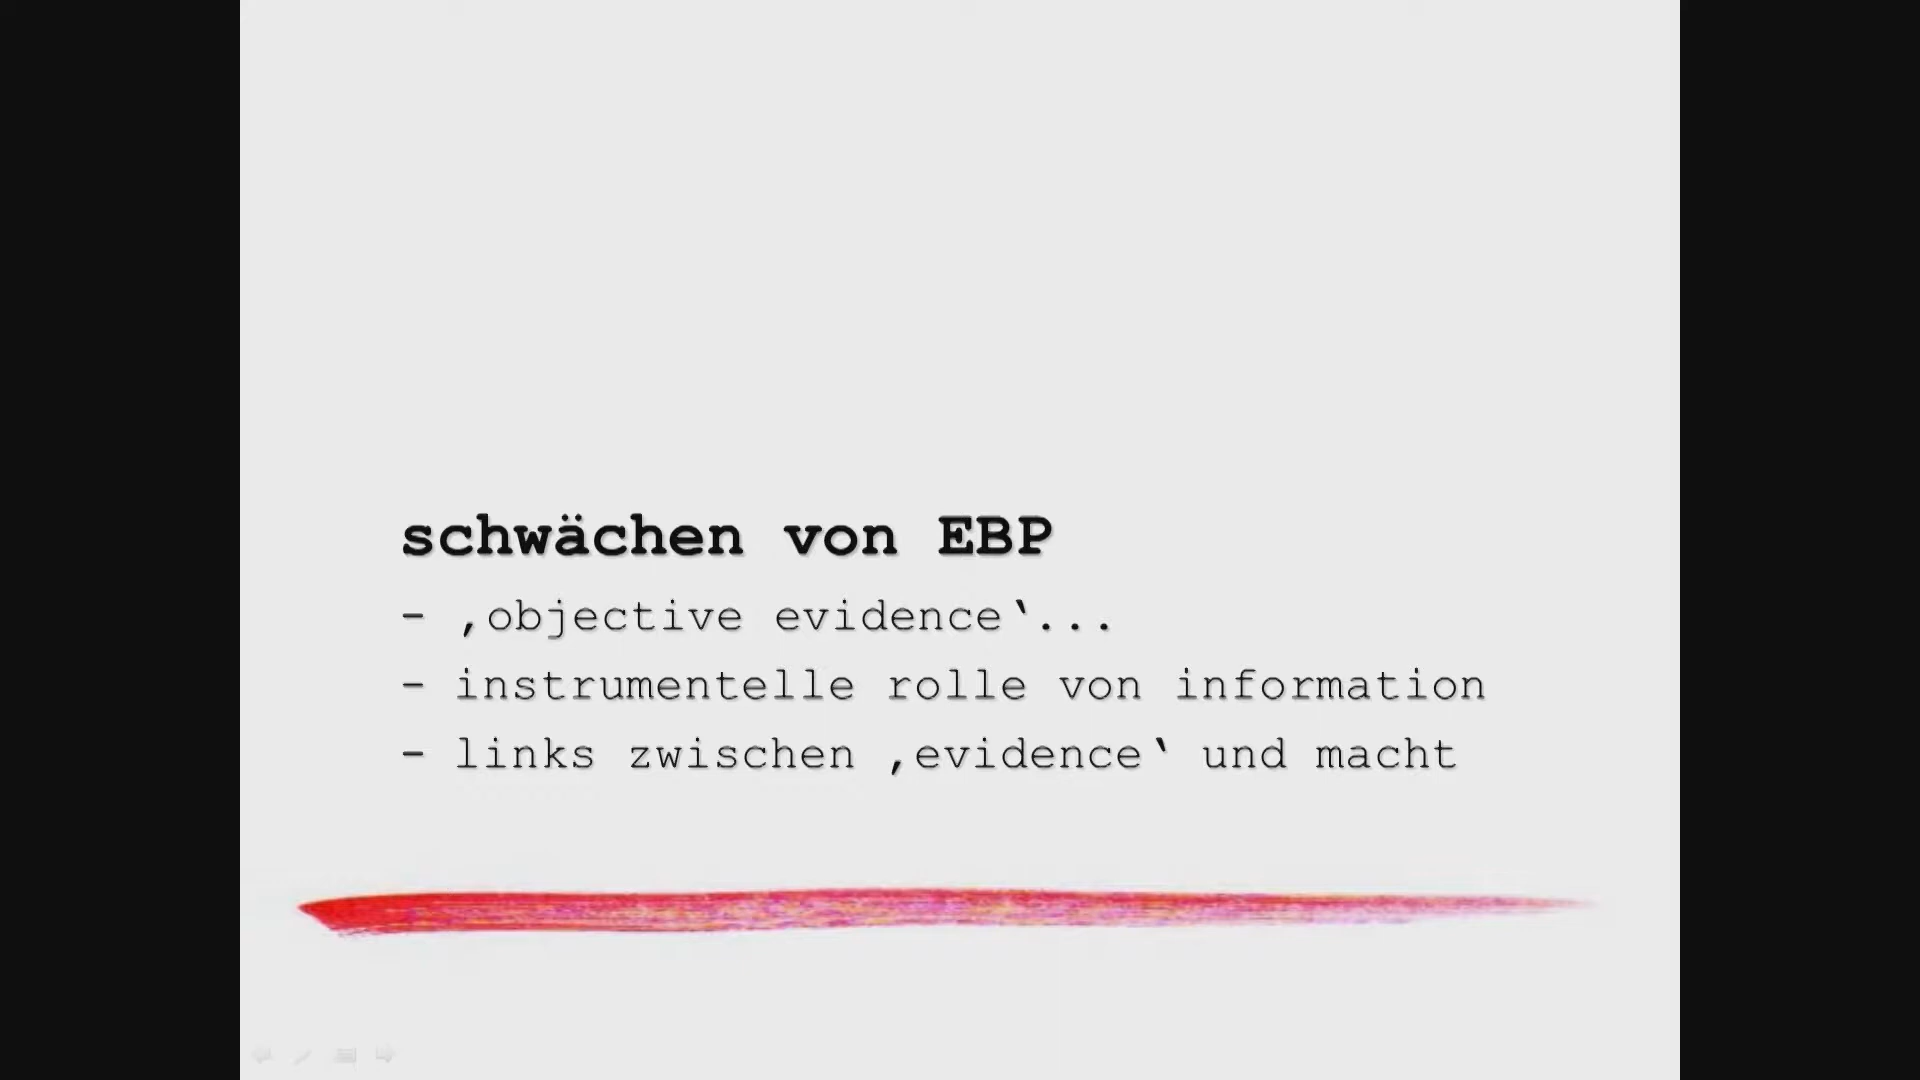 schwächen von EBP
- ‚objective evidence‘...
- instrumentelle rolle von information
- links zwischen ‚evidence‘ und macht